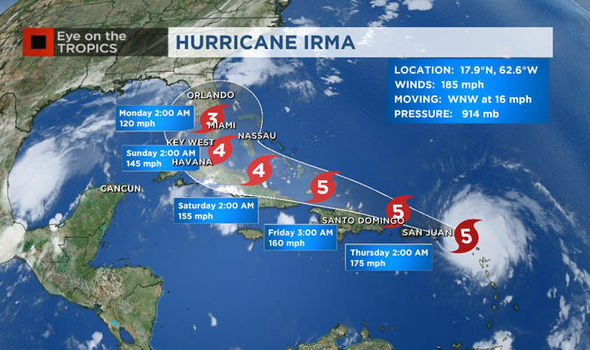 Eye on the
TROPICS
HURRICANE IRMA
LOCATION: 17.9°N, 62.6°W
WINDS: 185 mph
MOVING: WNW at 16 mph
PRESSURE: 914 mb
ORLANDO
Monday 2:00 AM
120 mph
3
MIAMI
KEY WEST
NASSAU
Sunday 2:00 AM
145 mph
4
HAVANA
4
CANCUN
5
Saturday 2:00 AM
155 mph
5
SANTO DOMINGO
SAN JUAN
5
Friday 3:00 AM
160 mph
Thursday 2:00 AM
175 mph